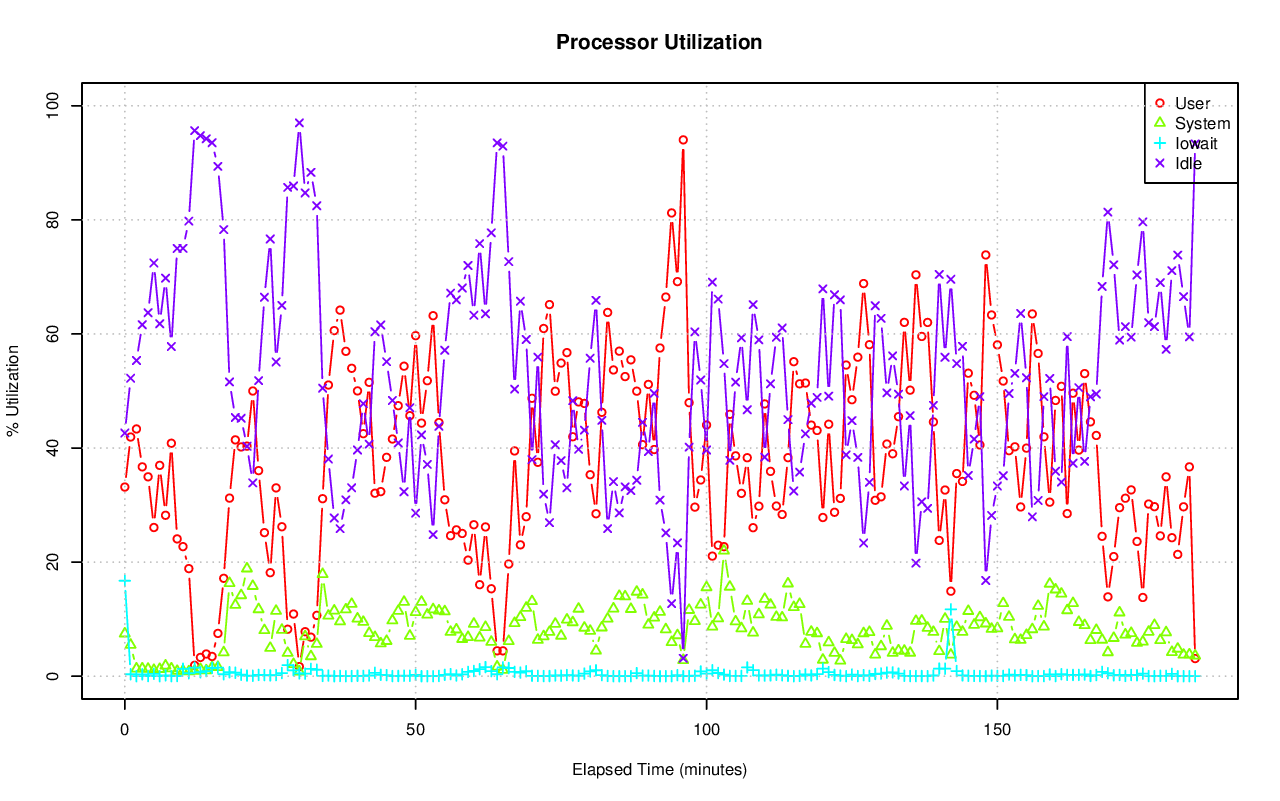 Processor Utilization
% Utilization
100
80
60
40
20
0
User
System
Iowait
Idle
0 50 100 150
Elapsed Time (minutes)